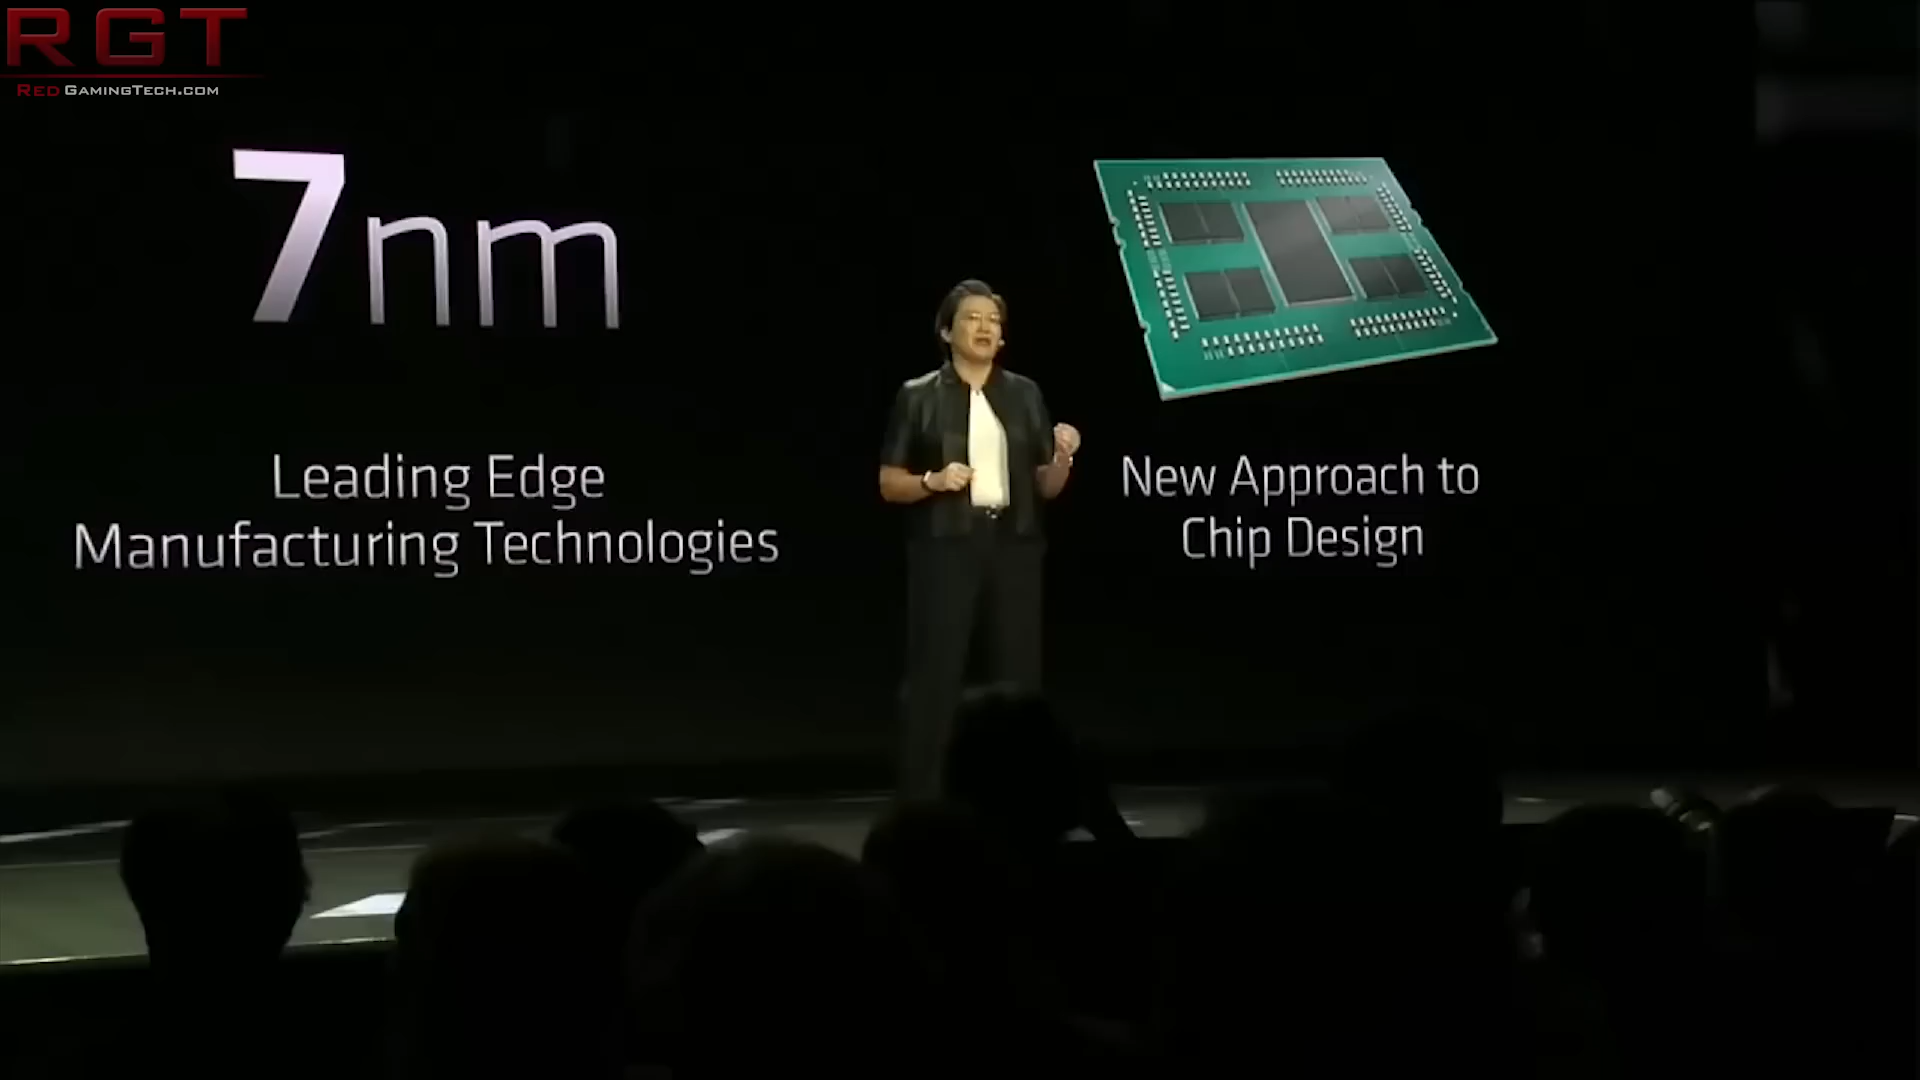 RGT
RedGamingTech.com
7nm
Leading Edge
Manufacturing Technologies
New Approach to
Chip Design